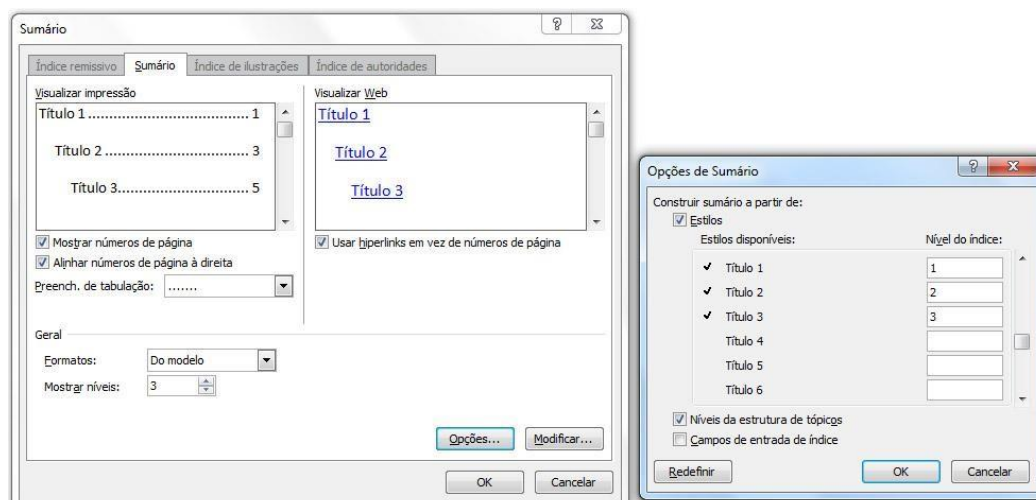 Sumário
Índice remissivo Sumário Índice de ilustrações Índice de autoridades
Visualizar impressão
Título 1 ........................................ 1
Título 2 .................................... 3
Título 3................................. 5
Visualizar Web
Título 1
Título 2
Título 3
Mostrar números de página
Alinhar números de página à direita
Preench. de tabulação: .......
Usar hiperlinks em vez de números de página
Geral
Formatos: Do modelo
Mostrar níveis: 3
Opções... Modificar...
OK Cancelar
Opções de Sumário
Construir sumário a partir de:
Estilos
Estilos disponíveis: Nível do índice:
Título 1 1
Título 2 2
Título 3 3
Título 4
Título 5
Título 6
Níveis da estrutura de tópicos
Campos de entrada de índice
Redefinir OK Cancelar